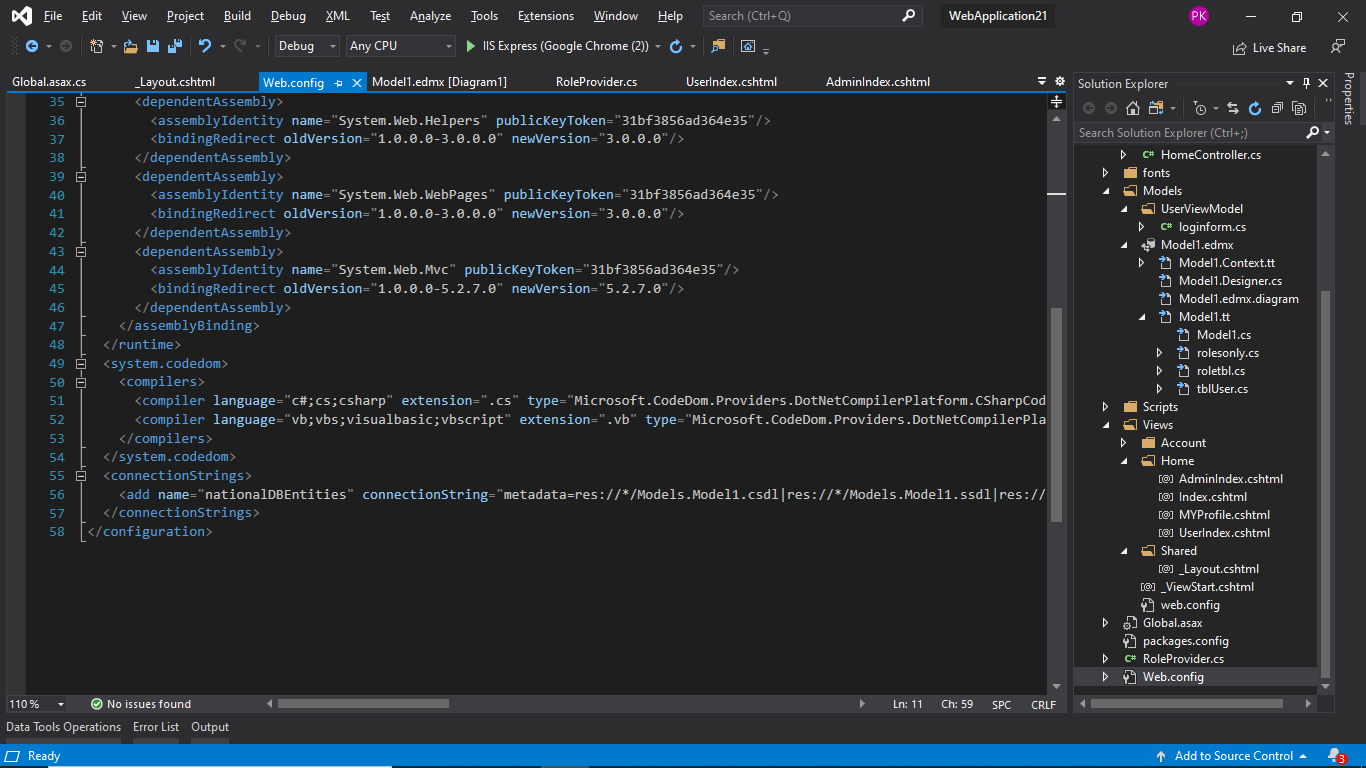 File Edit View Project Build Debug XML Test Analyze Tools Extensions Window Help Search (Ctrl+Q) WebApplication21 PK
Debug Any CPU IIS Express (Google Chrome (2)) Live Share
Global.asax.cs _Layout.cshtml Web.config Model1.edmx [Diagram1] RoleProvider.cs UserIndex.cshtml AdminIndex.cshtml
35 <dependentAssembly>
36 <assemblyIdentity name="System.Web.Helpers" publicKeyToken="31bf3856ad364e35"/>
37 <bindingRedirect oldVersion="1.0.0.0-3.0.0.0" newVersion="3.0.0.0"/>
38 </dependentAssembly>
39 <dependentAssembly>
40 <assemblyIdentity name="System.Web.WebPages" publicKeyToken="31bf3856ad364e35"/>
41 <bindingRedirect oldVersion="1.0.0.0-3.0.0.0" newVersion="3.0.0.0"/>
42 </dependentAssembly>
43 <dependentAssembly>
44 <assemblyIdentity name="System.Web.Mvc" publicKeyToken="31bf3856ad364e35"/>
45 <bindingRedirect oldVersion="1.0.0.0-5.2.7.0" newVersion="5.2.7.0"/>
46 </dependentAssembly>
47 </assemblyBinding>
48 </runtime>
49 <system.codedom>
50 <compilers>
51 <compiler language="c#;cs;csharp" extension=".cs" type="Microsoft.CodeDom.Providers.DotNetCompilerPlatform.CSharpCod
52 <compiler language="vb;vbs;visualbasic;vbscript" extension=".vb" type="Microsoft.CodeDom.Providers.DotNetCompilerPla
53 </compilers>
54 </system.codedom>
55 <connectionStrings>
56 <add name="nationalDBEntities" connectionString="metadata=res://*/Models.Model1.csdl|res://*/Models.Model1.ssdl|res://
57 </connectionStrings>
58 </configuration>
110 % No issues found Ln: 11 Ch: 59 SPC CRLF
Solution Explorer
Search Solution Explorer (Ctrl+;)
C# HomeController.cs
fonts
Models
UserViewModel
C# loginform.cs
Model1.edmx
Model1.Context.tt
Model1.Designer.cs
Model1.edmx.diagram
Model1.tt
Model1.cs
rolesonly.cs
roletbl.cs
tblUser.cs
Scripts
Views
Account
Home
[@] AdminIndex.cshtml
[@] Index.cshtml
[@] MYProfile.cshtml
[@] UserIndex.cshtml
Shared
[@] _Layout.cshtml
[@] _ViewStart.cshtml
web.config
Global.asax
packages.config
C# RoleProvider.cs
Web.config
Properties
Data Tools Operations Error List Output
Ready Add to Source Control 3